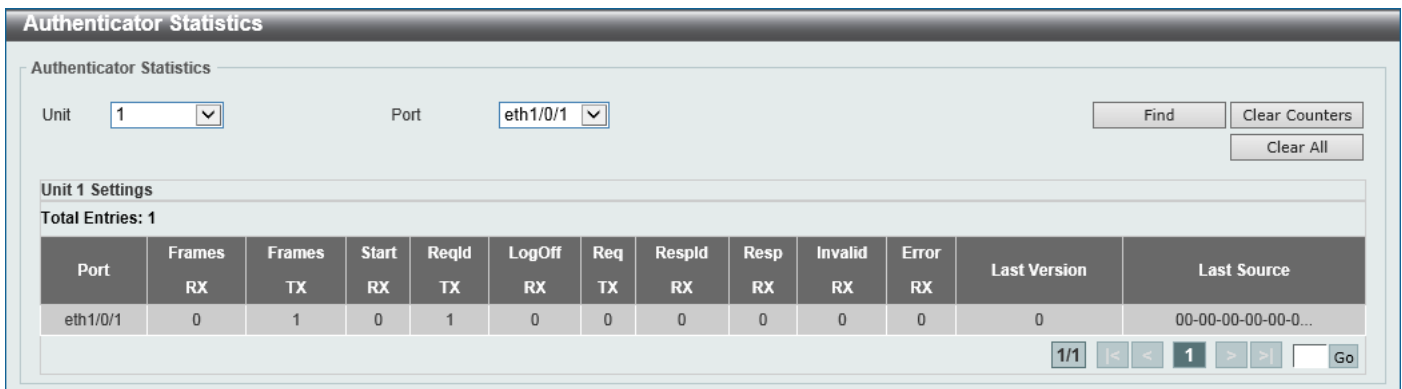 Authenticator Statistics
Authenticator Statistics
Unit 1 Port eth1/0/1 Find Clear Counters
Clear All
Unit 1 Settings
Total Entries: 1
Port Frames RX Frames TX Start RX ReqId TX LogOff RX Req TX RespId RX Resp RX Invalid RX Error RX Last Version Last Source
eth1/0/1 0 1 0 1 0 0 0 0 0 0 0 00-00-00-00-00-0...
1/1 |< < 1 > >| Go